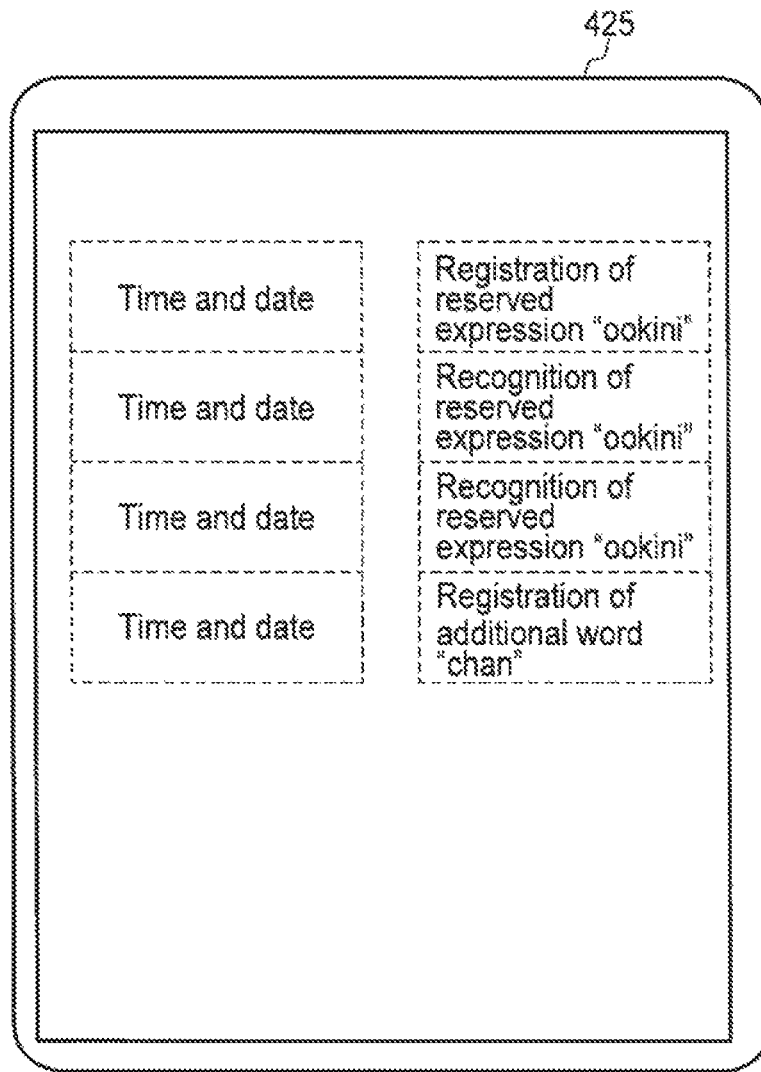 425
Time and date
Registration of
reserved
expression "ookini"
Time and date
Recognition of
reserved
expression "ookini"
Time and date
Recognition of
reserved
expression "ookini"
Time and date
Registration of
additional word
"chan"